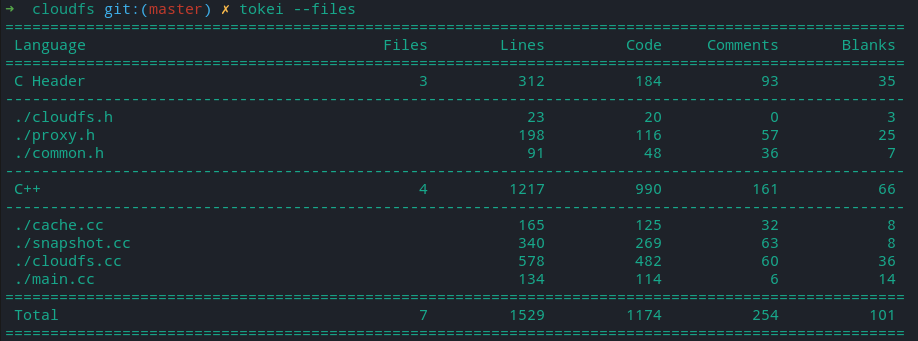 ➜ cloudfs git:(master) ✗ tokei --files
===============================================================================
Language Files Lines Code Comments Blanks
===============================================================================
C Header 3 312 184 93 35
-------------------------------------------------------------------------------
./cloudfs.h 23 20 0 3
./proxy.h 198 116 57 25
./common.h 91 48 36 7
-------------------------------------------------------------------------------
C++ 4 1217 990 161 66
-------------------------------------------------------------------------------
./cache.cc 165 125 32 8
./snapshot.cc 340 269 63 8
./cloudfs.cc 578 482 60 36
./main.cc 134 114 6 14
===============================================================================
Total 7 1529 1174 254 101
===============================================================================